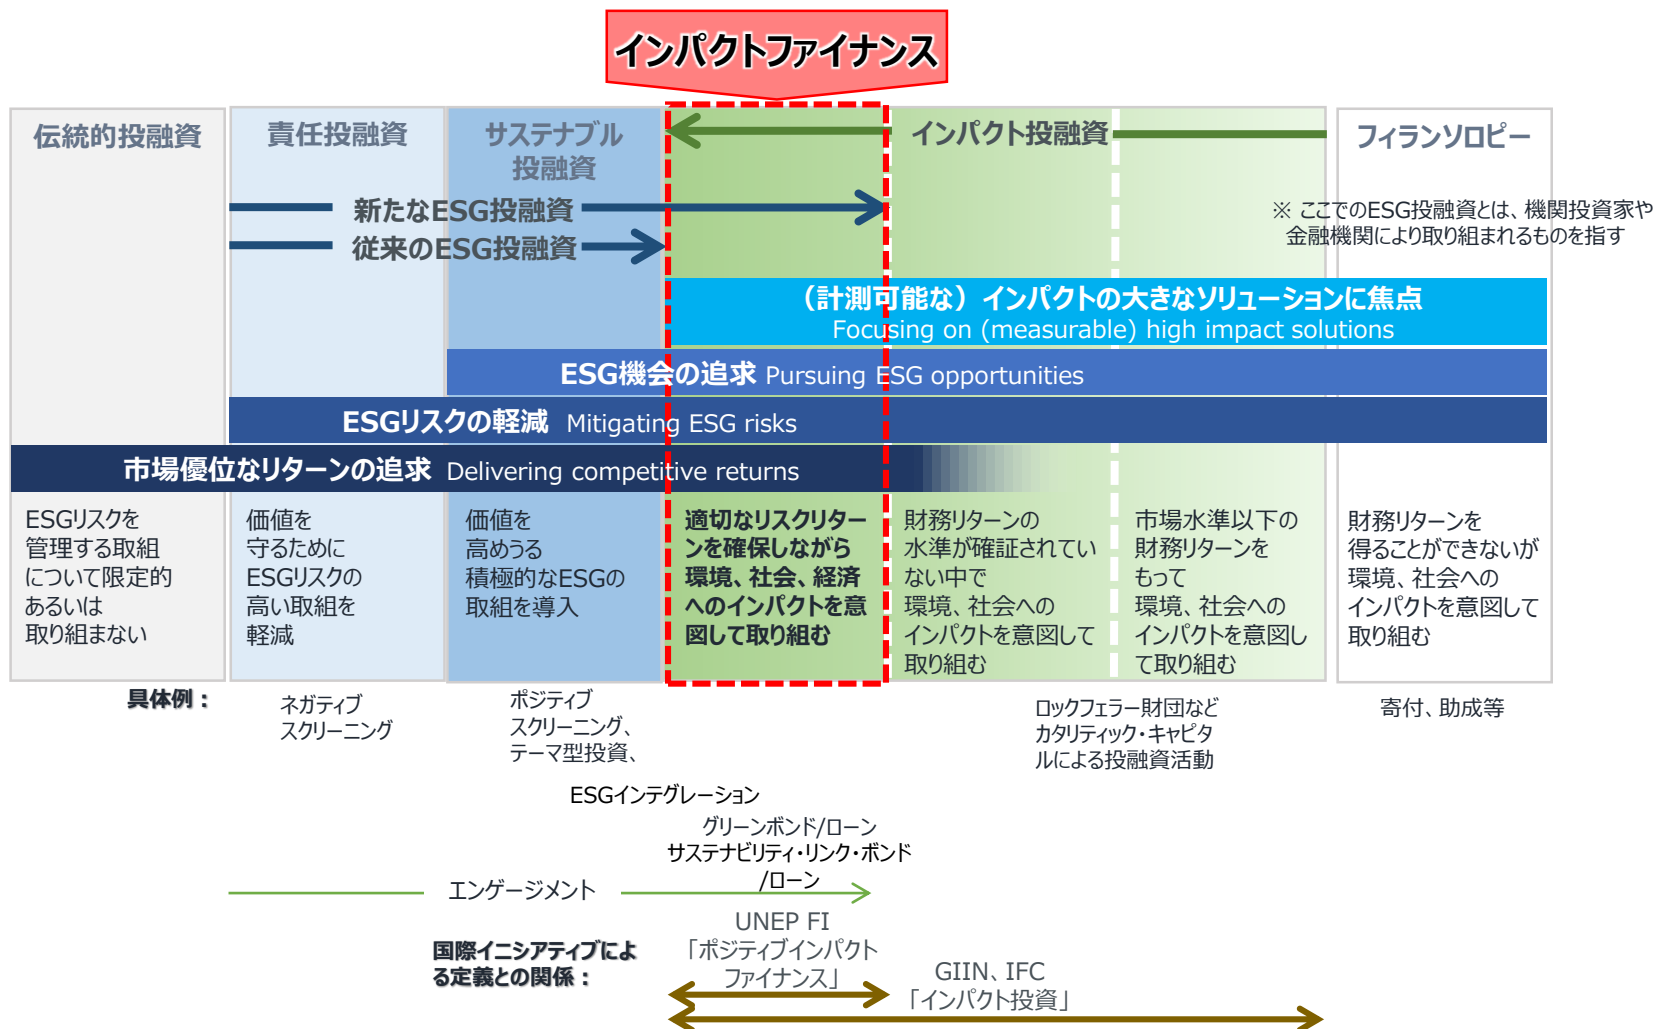 インパクトファイナンス
伝統的投融資
責任投融資
サステナブル
投融資
インパクト投融資
フィランソロピー
新たなESG投融資
従来のESG投融資
※ ここでのESG投融資とは、機関投資家や
金融機関により取り組まれるものを指す
（計測可能な）インパクトの大きなソリューションに焦点
Focusing on (measurable) high impact solutions
ESG機会の追求 Pursuing ESG opportunities
ESGリスクの軽減 Mitigating ESG risks
市場優位なリターンの追求 Delivering competitive returns
ESGリスクを
管理する取組
について限定的
あるいは
取り組まない
価値を
守るために
ESGリスクの
高い取組を
軽減
価値を
高めうる
積極的なESGの
取組を導入
適切なリスクリター
ンを確保しながら
環境、社会、経済
へのインパクトを意
図して取り組む
財務リターンの
水準が確証されてい
ない中で
環境、社会への
インパクトを意図して
取り組む
市場水準以下の
財務リターンを
もって
環境、社会への
インパクトを意図し
て取り組む
財務リターンを
得ることができないが
環境、社会への
インパクトを意図して
取り組む
具体例：
ネガティブ
スクリーニング
ポジティブ
スクリーニング、
テーマ型投資、
ロックフェラー財団など
カタリティック・キャピタ
ルによる投融資活動
寄付、助成等
ESGインテグレーション
グリーンボンド/ローン
サステナビリティ・リンク・ボンド
/ローン
エンゲージメント
国際イニシアティブによ
る定義との関係：
UNEP FI
「ポジティブインパクト
ファイナンス」
GIIN、IFC
「インパクト投資」